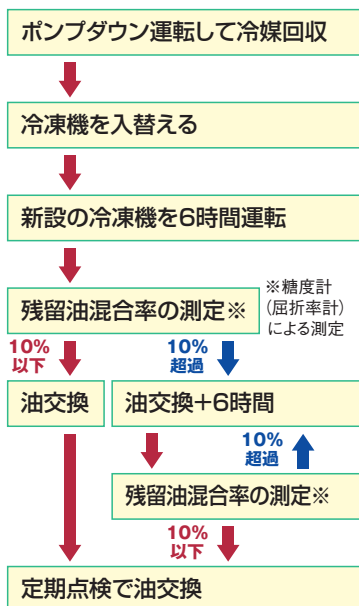 ポンプダウン運転して冷媒回収
冷凍機を入替える
新設の冷凍機を6時間運転
残留油混合率の測定※
※糖度計
(屈折率計)
による測定
10%
以下
10%
超過
油交換
油交換+6時間
10%
超過
残留油混合率の測定※
10%
以下
定期点検で油交換